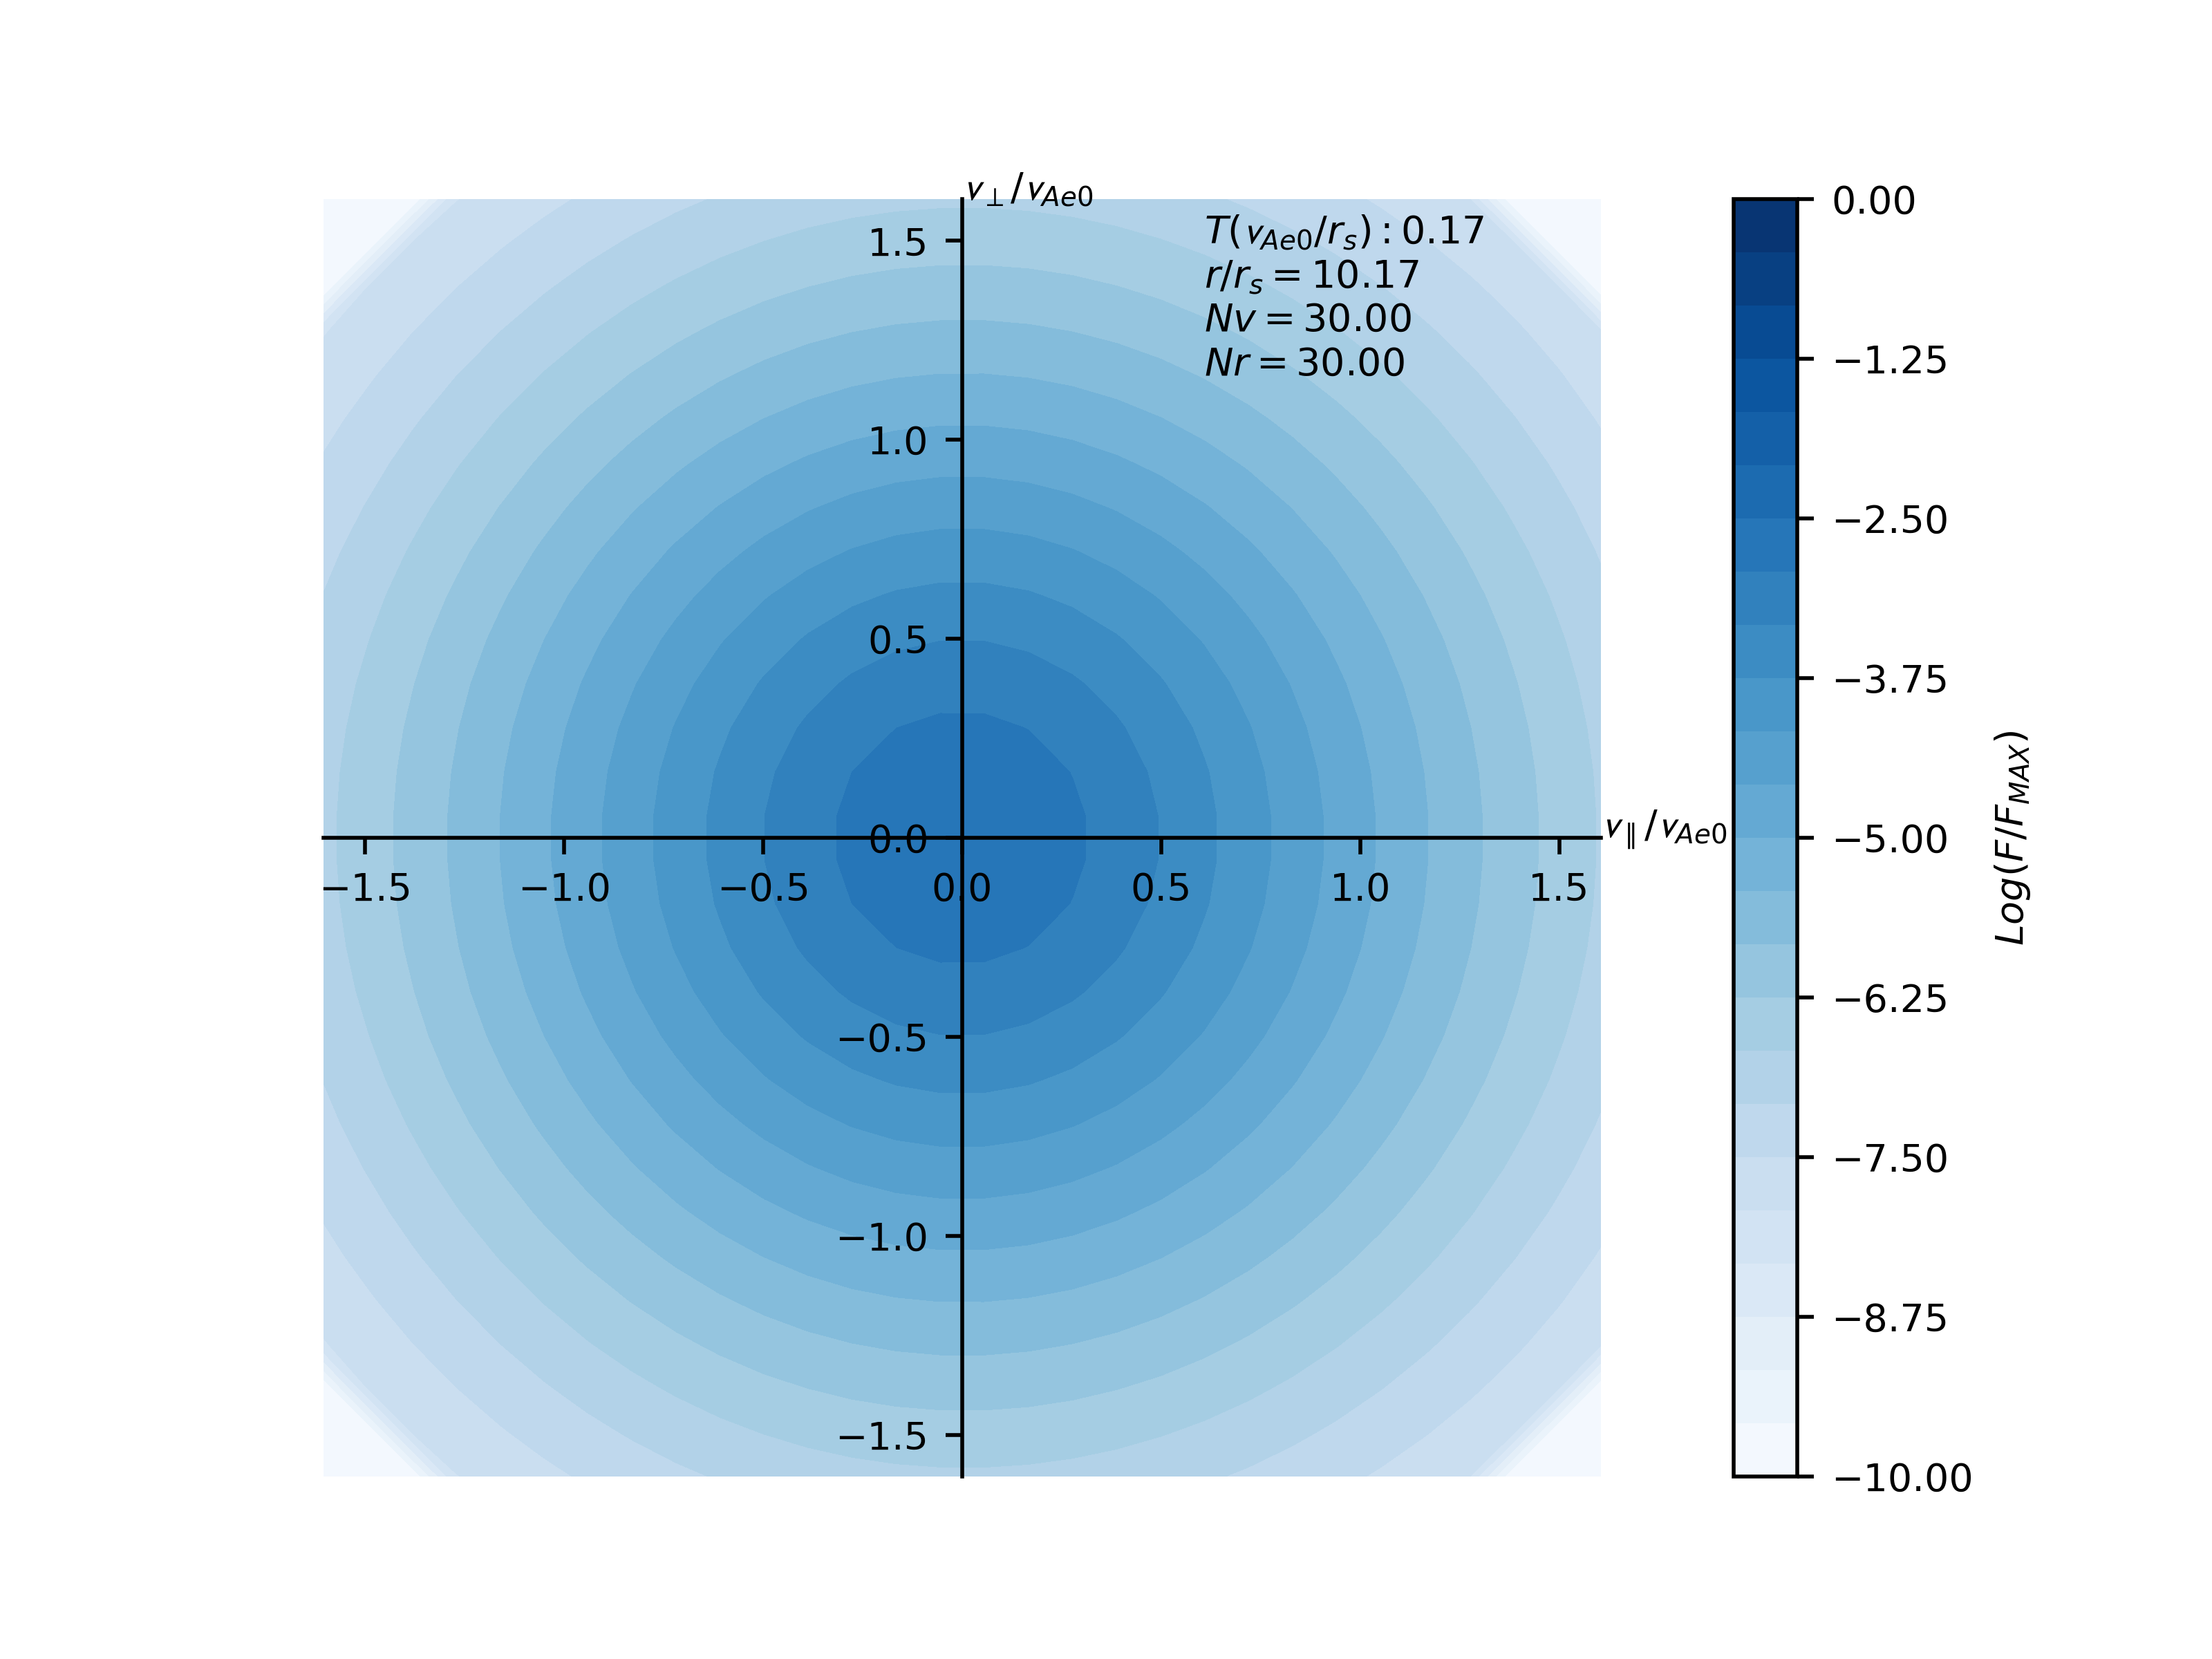 v⊥/vAe0
T(vAe0/rs) : 0.17
r/rs = 10.17
Nv = 30.00
Nr = 30.00
1.5
1.0
0.5
0.0
−0.5
−1.0
−1.5
−1.5 −1.0 −0.5 0.0 0.5 1.0 1.5
v∥/vAe0
0.00
−1.25
−2.50
−3.75
−5.00
−6.25
−7.50
−8.75
−10.00
Log(F/FMAX)